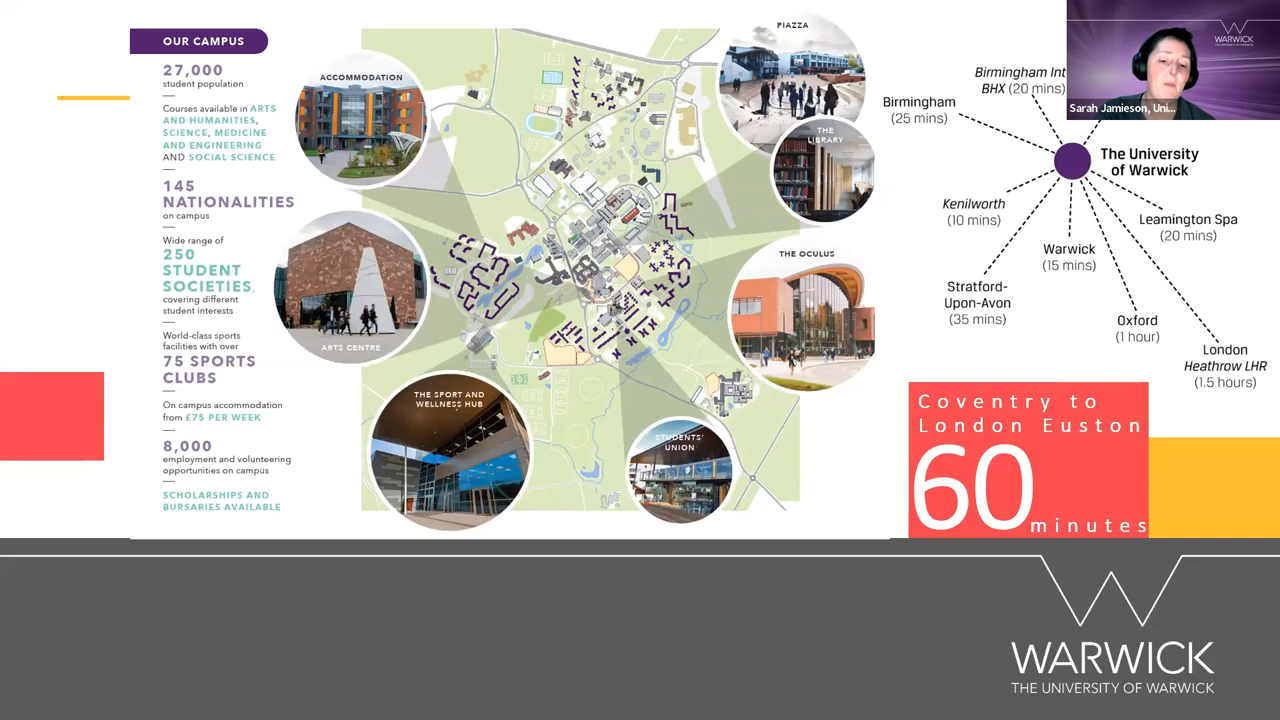 OUR CAMPUS
27,000
student population
Courses available in ARTS
AND HUMANITIES,
SCIENCE, MEDICINE
AND ENGINEERING
AND SOCIAL SCIENCE
145
NATIONALITIES
on campus
Wide range of
250
STUDENT
SOCIETIES,
covering different
student interests
World-class sports
facilities with over
75 SPORTS
CLUBS
On campus accommodation
from £75 PER WEEK
8,000
employment and volunteering
opportunities on campus
SCHOLARSHIPS AND
BURSARIES AVAILABLE
ACCOMMODATION
ARTS CENTRE
THE SPORT AND
WELLNESS HUB
PIAZZA
THE
LIBRARY
THE OCULUS
STUDENTS'
UNION
Birmingham Int
BHX (20 mins)
Birmingham
(25 mins)
The University
of Warwick
Kenilworth
(10 mins)
Leamington Spa
(20 mins)
Warwick
(15 mins)
Stratford-
Upon-Avon
(35 mins)
Oxford
(1 hour)
London
Heathrow LHR
(1.5 hours)
WARWICK
THE UNIVERSITY OF WARWICK
Sarah Jamieson, Uni...
Coventry to
London Euston
60
minutes
WARWICK
THE UNIVERSITY OF WARWICK